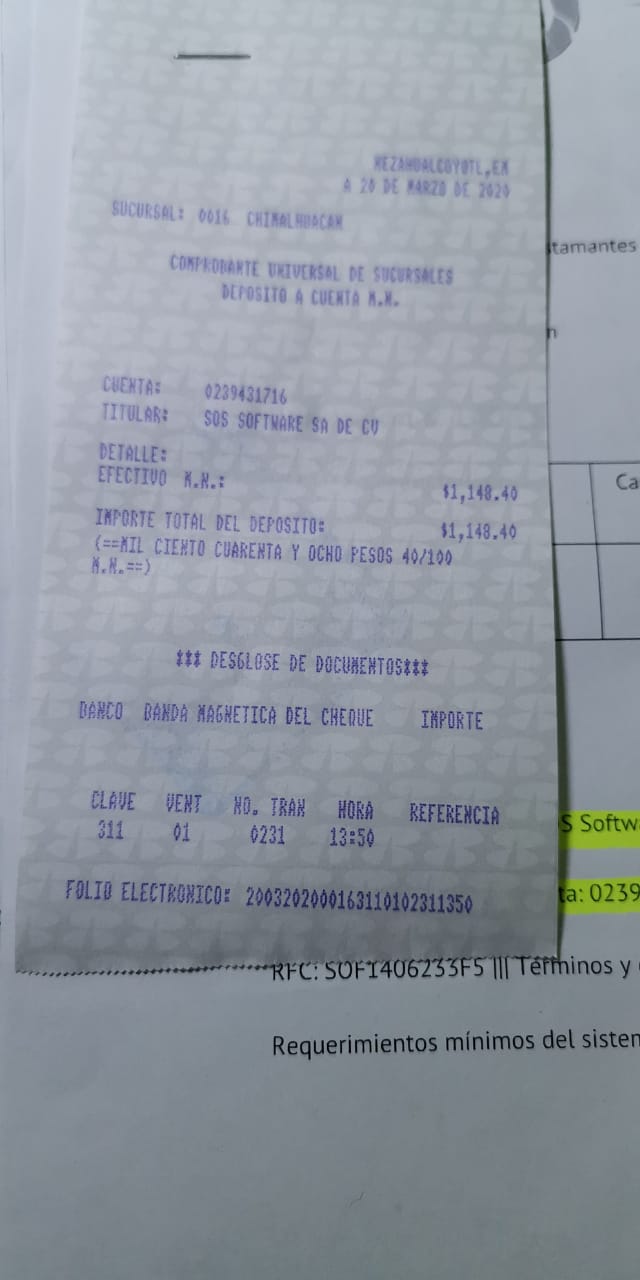 NEZAHUALCOYOTL,EM
A 20 DE MARZO DE 2020
SUCURSAL: 0016 CHIMALHUACAN
COMPROBANTE UNIVERSAL DE SUCURSALES
DEPOSITO A CUENTA M.N.
CUENTA: 0239431716
TITULAR: SOS SOFTWARE SA DE CV
DETALLE:
EFECTIVO M.N.: $1,148.40
IMPORTE TOTAL DEL DEPOSITO: $1,148.40
(==MIL CIENTO CUARENTA Y OCHO PESOS 40/100
M.N.==)
*** DESGLOSE DE DOCUMENTOS***
BANCO BANDA MAGNETICA DEL CHEQUE IMPORTE
CLAVE VENT NO. TRAN HORA REFERENCIA
311 01 0231 13:50
FOLIO ELECTRONICO: 2003202000163110102311350
tamantes
n
Ca
S Softw
ta: 0239
RFC: SOF1406233F5 ||| Términos y
Requerimientos mínimos del sistem